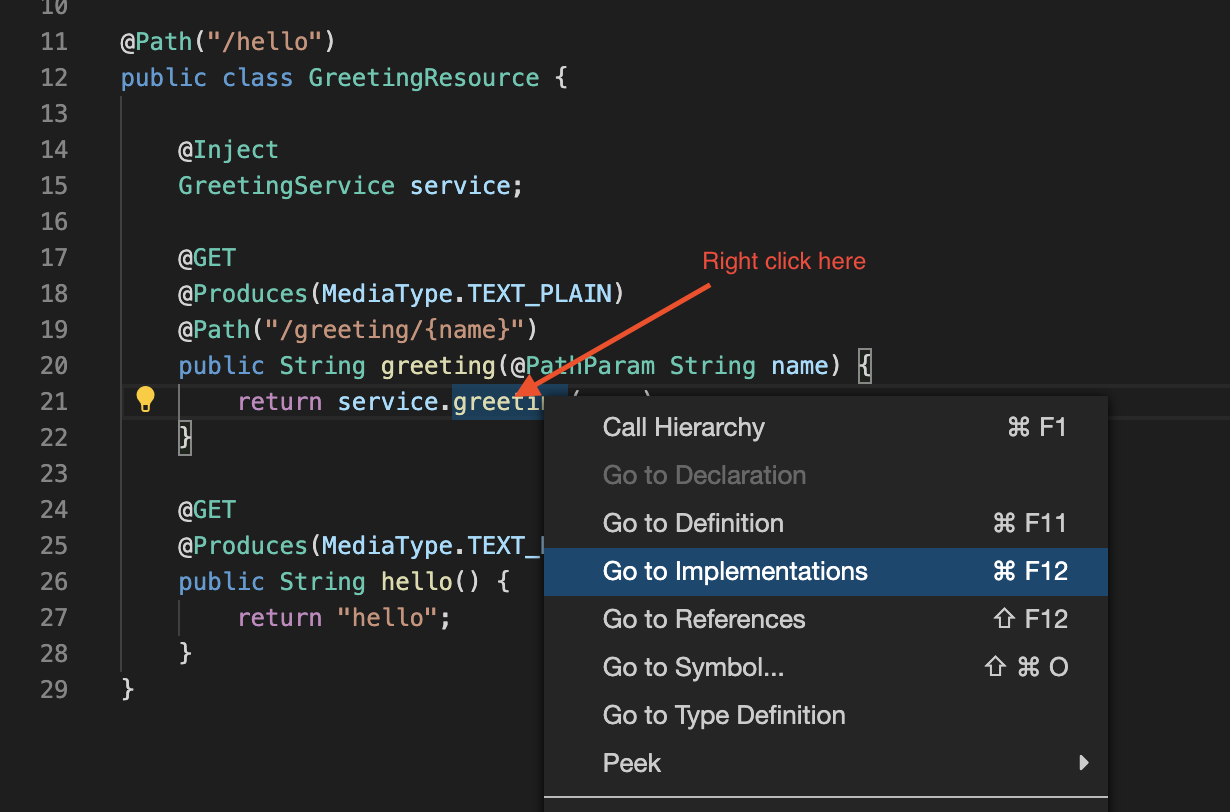 10
11 @Path("/hello")
12 public class GreetingResource {
13
14 @Inject
15 GreetingService service;
16
17 @GET
Right click here
18 @Produces(MediaType.TEXT_PLAIN)
19 @Path("/greeting/{name}")
20 public String greeting(@PathParam String name) {
21 return service.greetin
22 }
23
24 @GET
25 @Produces(MediaType.TEXT_
26 public String hello() {
27 return "hello";
28 }
29 }
Call Hierarchy ⌘ F1
Go to Declaration
Go to Definition ⌘ F11
Go to Implementations ⌘ F12
Go to References ⇧ F12
Go to Symbol... ⇧ ⌘ O
Go to Type Definition
Peek